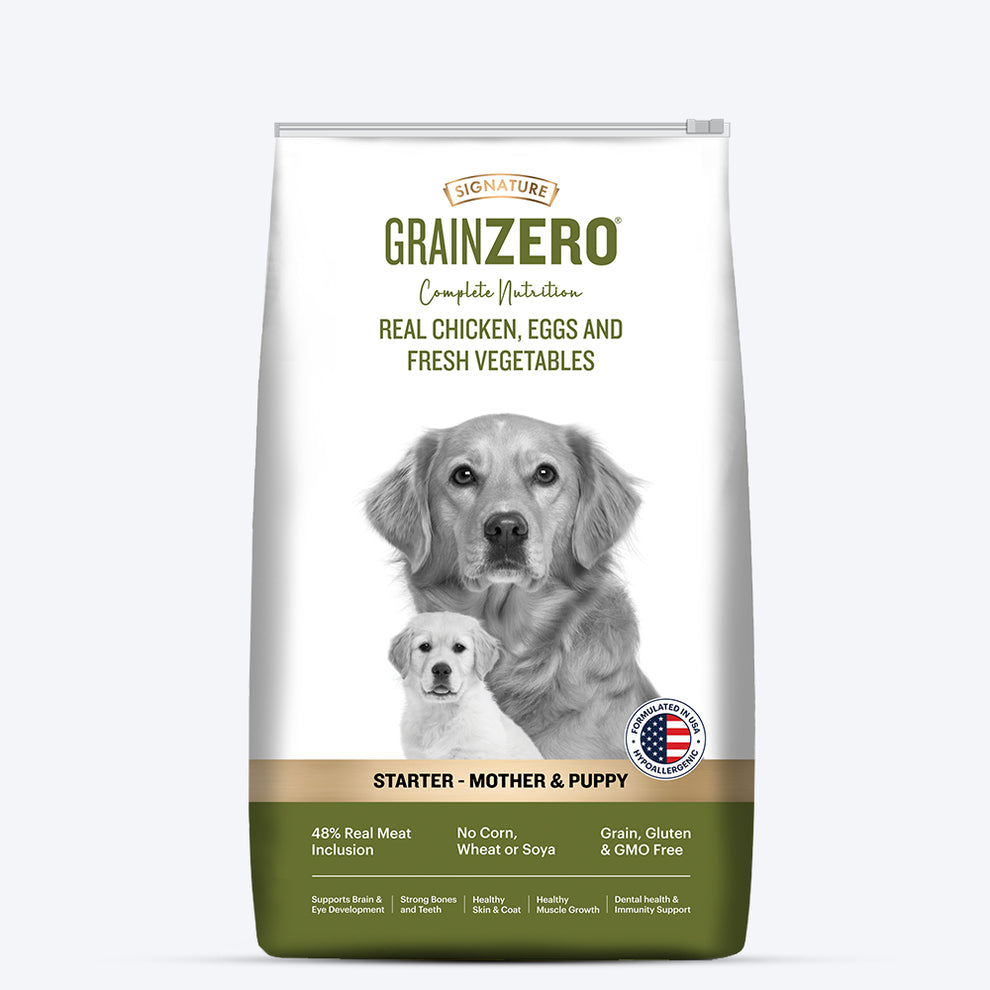 SIGNATURE
GRAINZERO®
Complete Nutrition
REAL CHICKEN, EGGS AND
FRESH VEGETABLES
FORMULATED IN USA
HYPOALLERGENIC
STARTER - MOTHER & PUPPY
48% Real Meat
Inclusion
No Corn,
Wheat or Soya
Grain, Gluten
& GMO Free
Supports Brain &
Eye Development
Strong Bones
and Teeth
Healthy
Skin & Coat
Healthy
Muscle Growth
Dental health &
Immunity Support